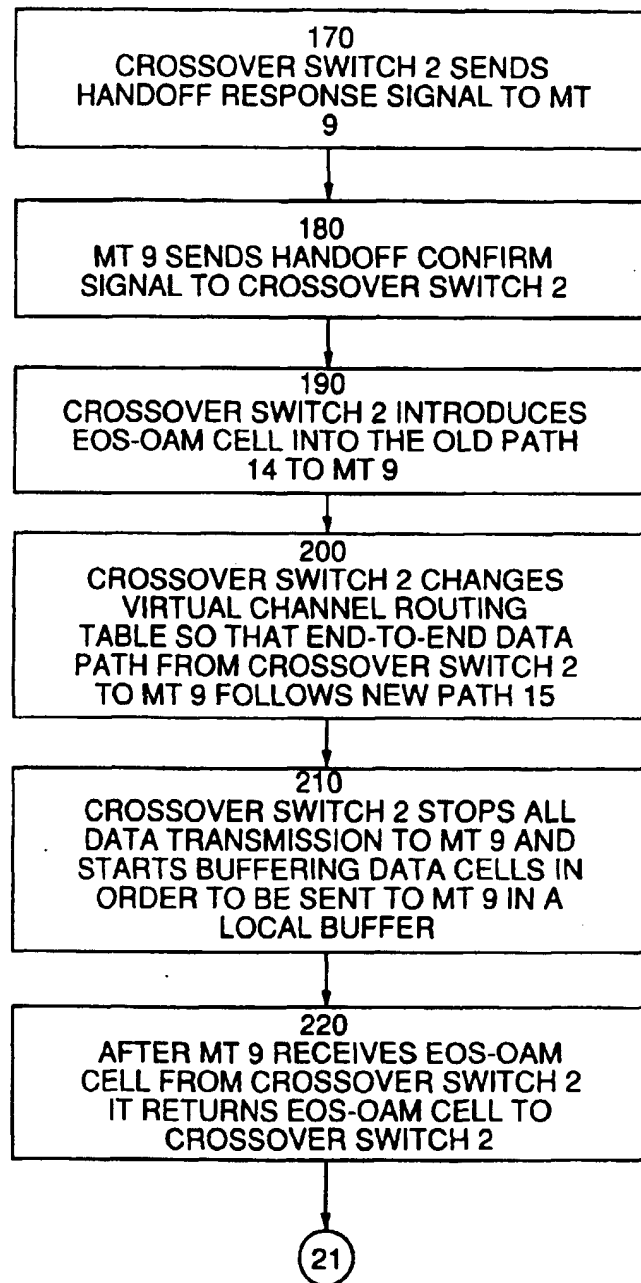 170
CROSSOVER SWITCH 2 SENDS
HANDOFF RESPONSE SIGNAL TO MT
9
180
MT 9 SENDS HANDOFF CONFIRM
SIGNAL TO CROSSOVER SWITCH 2
190
CROSSOVER SWITCH 2 INTRODUCES
EOS-OAM CELL INTO THE OLD PATH
14 TO MT 9
200
CROSSOVER SWITCH 2 CHANGES
VIRTUAL CHANNEL ROUTING
TABLE SO THAT END-TO-END DATA
PATH FROM CROSSOVER SWITCH 2
TO MT 9 FOLLOWS NEW PATH 15
210
CROSSOVER SWITCH 2 STOPS ALL
DATA TRANSMISSION TO MT 9 AND
STARTS BUFFERING DATA CELLS IN
ORDER TO BE SENT TO MT 9 IN A
LOCAL BUFFER
220
AFTER MT 9 RECEIVES EOS-OAM
CELL FROM CROSSOVER SWITCH 2
IT RETURNS EOS-OAM CELL TO
CROSSOVER SWITCH 2
21